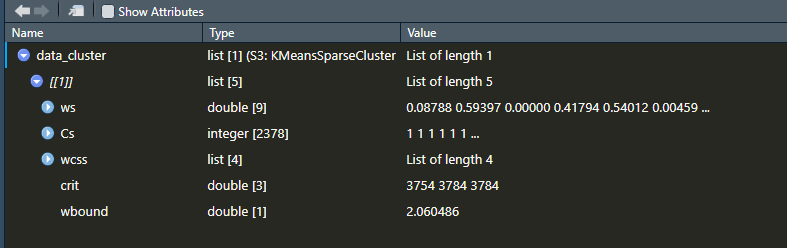 Show Attributes
Name Type Value
data_cluster list [1] (S3: KMeansSparseCluster List of length 1
[[1]] list [5] List of length 5
ws double [9] 0.08788 0.59397 0.00000 0.41794 0.54012 0.00459 ...
Cs integer [2378] 1 1 1 1 1 1 ...
wcss list [4] List of length 4
crit double [3] 3754 3784 3784
wbound double [1] 2.060486